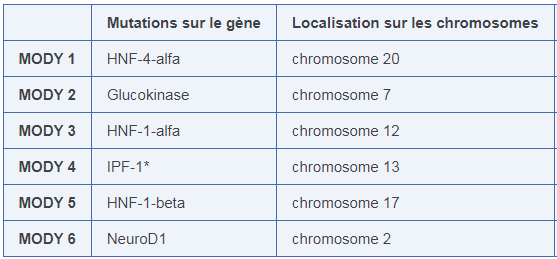 Mutations sur le gène Localisation sur les chromosomes
MODY 1 HNF-4-alfa chromosome 20
MODY 2 Glucokinase chromosome 7
MODY 3 HNF-1-alfa chromosome 12
MODY 4 IPF-1* chromosome 13
MODY 5 HNF-1-beta chromosome 17
MODY 6 NeuroD1 chromosome 2